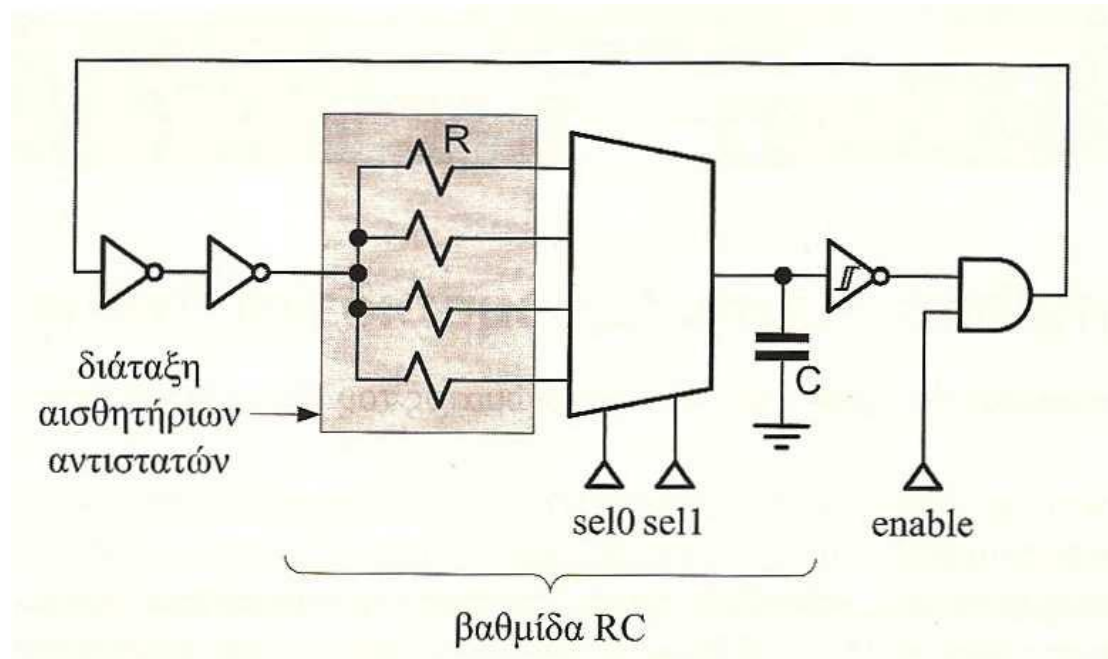 R
διάταξη
αισθητήριων
αντιστατών
C
sel0 sel1
enable
βαθμίδα RC